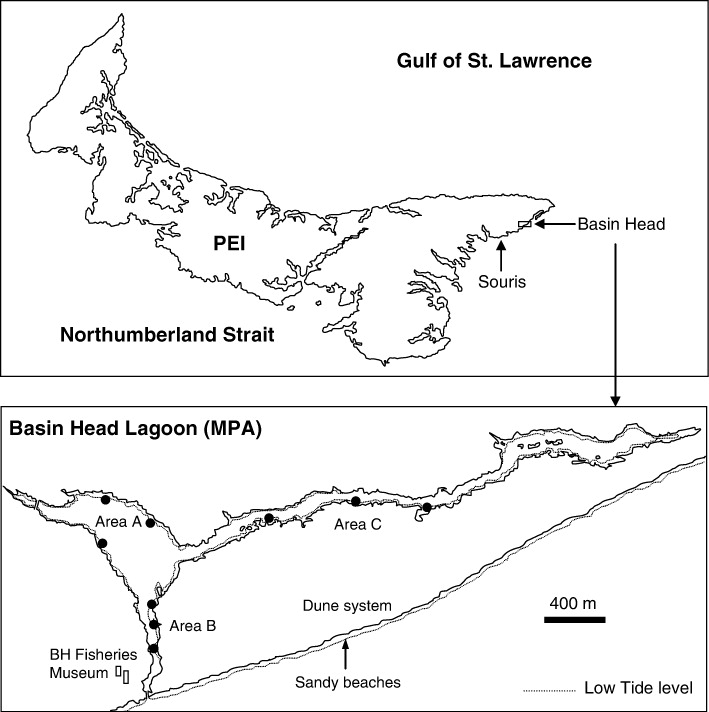 Gulf of St. Lawrence
Basin Head
PEI
Souris
Northumberland Strait
Basin Head Lagoon (MPA)
Area A
Area C
400 m
Dune system
Area B
BH Fisheries
Museum
Sandy beaches
Low Tide level